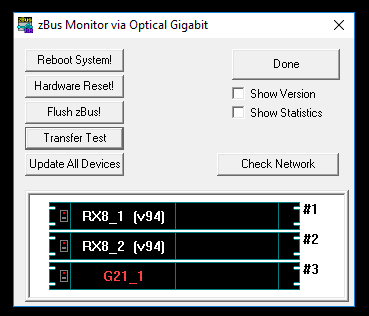 zBus Monitor via Optical Gigabit
Reboot System!
Done
Hardware Reset!
Show Version
Flush zBus!
Show Statistics
Transfer Test
Update All Devices
Check Network
RX8_1 (v94) #1
RX8_2 (v94) #2
G21_1 #3